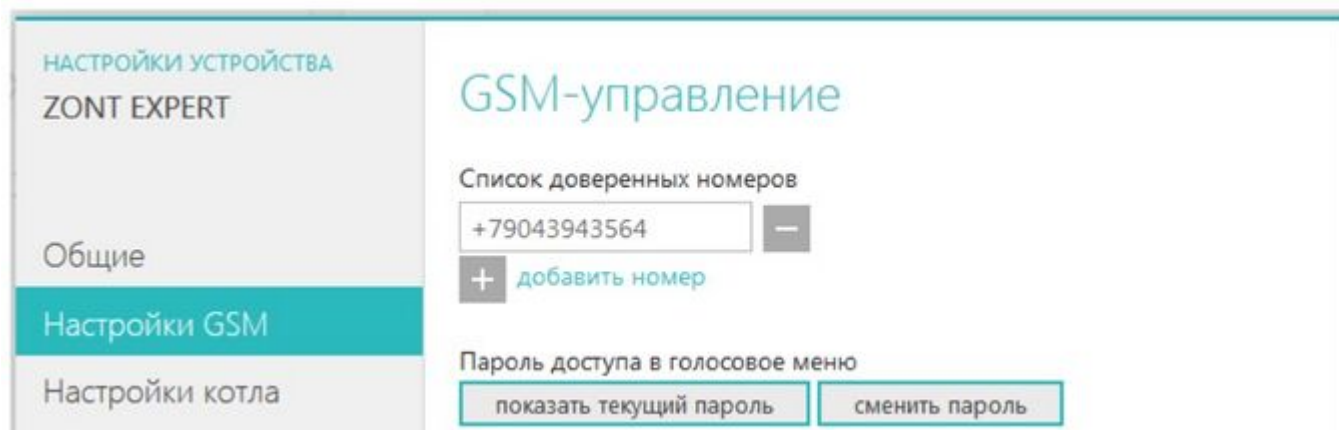 НАСТРОЙКИ УСТРОЙСТВА
ZONT EXPERT
Общие
Настройки GSM
Настройки котла
GSM-управление
Список доверенных номеров
+79043943564
добавить номер
Пароль доступа в голосовое меню
показать текущий пароль сменить пароль